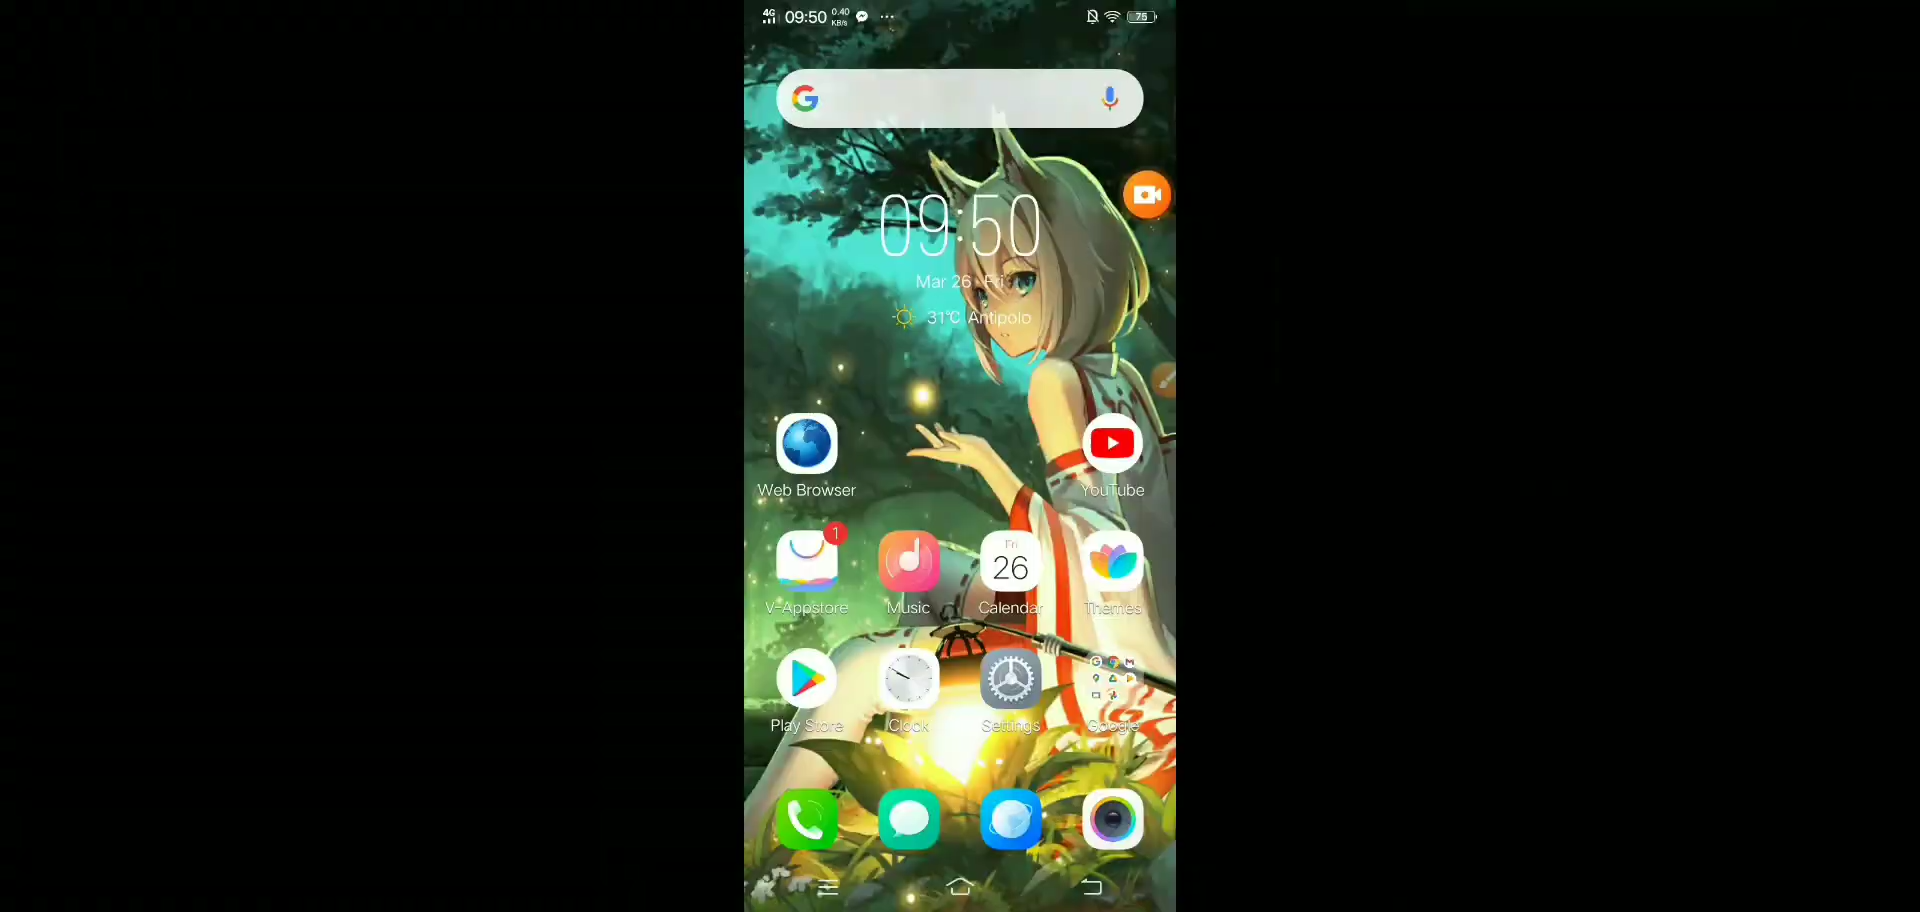 4G 09:50 0.40 KB/s 75
09:50
Mar 26 Fri
31℃ Antipolo
Web Browser
YouTube
1
Fri
26
V-Appstore
Music
Calendar
Themes
Play Store
Clock
Settings
Google